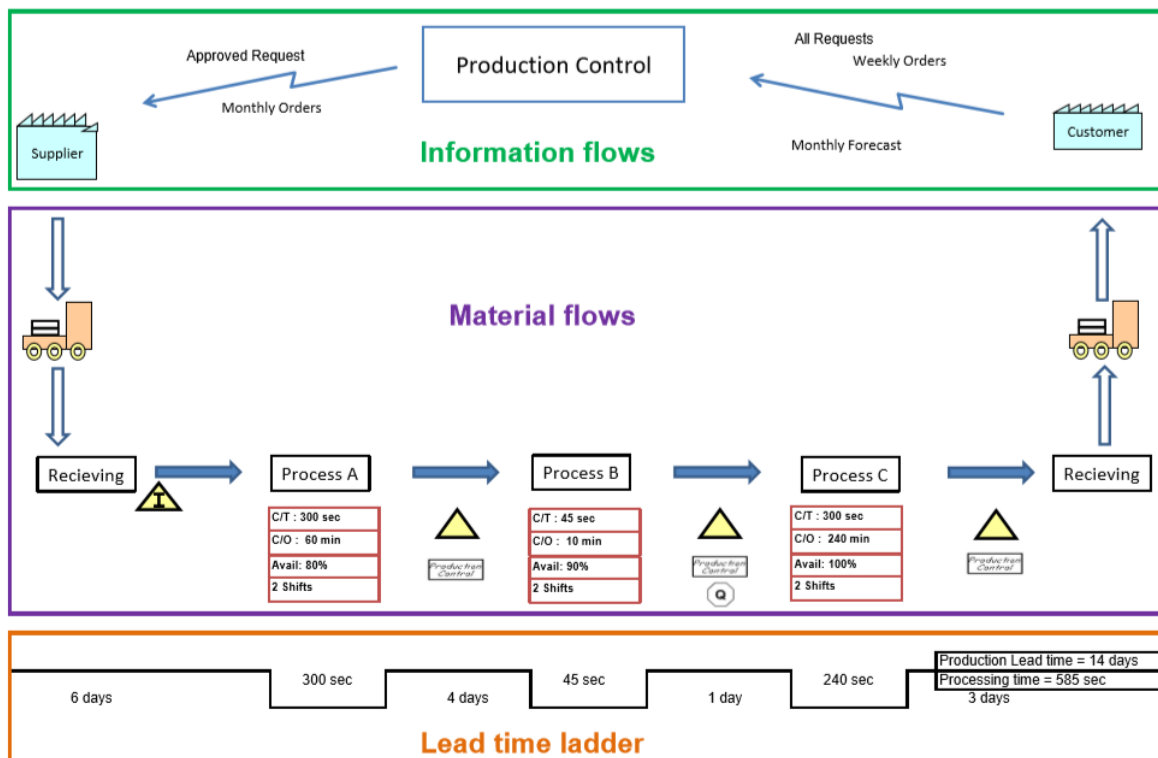 Approved Request
Production Control
All Requests
Weekly Orders
Monthly Orders
Supplier
Customer
Information flows
Monthly Forecast
Material flows
Recieving
Process A
Process B
Process C
Recieving
I
C/T : 300 sec
C/O : 60 min
Avail: 80%
2 Shifts
Production Control
C/T : 45 sec
C/O : 10 min
Avail: 90%
2 Shifts
Production Control
Q
C/T : 300 sec
C/O : 240 min
Avail: 100%
2 Shifts
Production Control
6 days
300 sec
4 days
45 sec
1 day
240 sec
Production Lead time = 14 days
Processing time = 585 sec
3 days
Lead time ladder